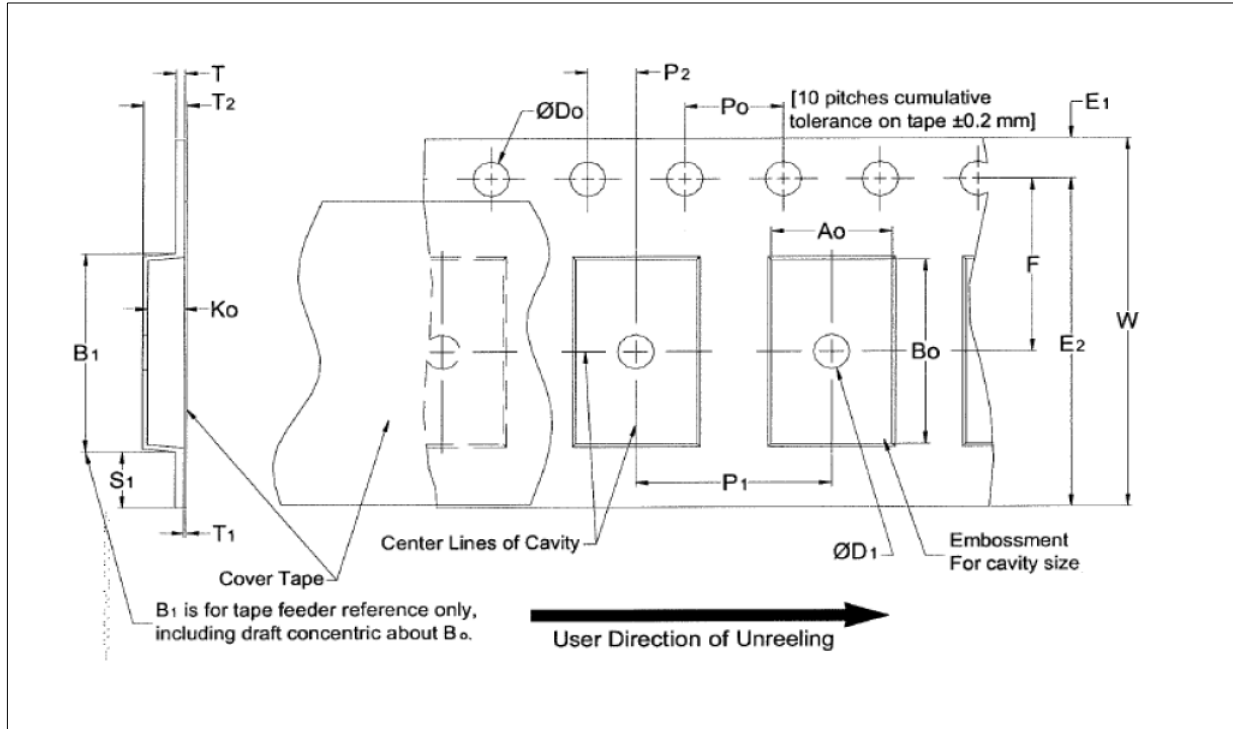 T
T2
ØDo
P2
Po
[10 pitches cumulative
tolerance on tape ±0.2 mm]
E1
Ao
F
W
Ko
B1
Bo
E2
S1
P1
T1
Center Lines of Cavity
ØD1
Embossment
For cavity size
Cover Tape
B1 is for tape feeder reference only,
including draft concentric about Bo.
User Direction of Unreeling